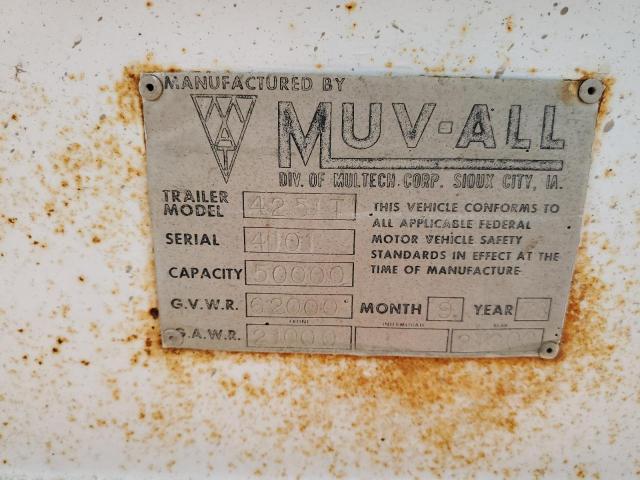 MANUFACTURED BY
MUV-ALL
DIV. OF MULTECH. CORP. SIOUX CITY, IA.
TRAILER MODEL
SERIAL 4101
CAPACITY 50000
G.V.W.R. 62000 MONTH 9 YEAR
G.A.W.R. 21000
THIS VEHICLE CONFORMS TO
ALL APPLICABLE FEDERAL
MOTOR VEHICLE SAFETY
STANDARDS IN EFFECT AT THE
TIME OF MANUFACTURE